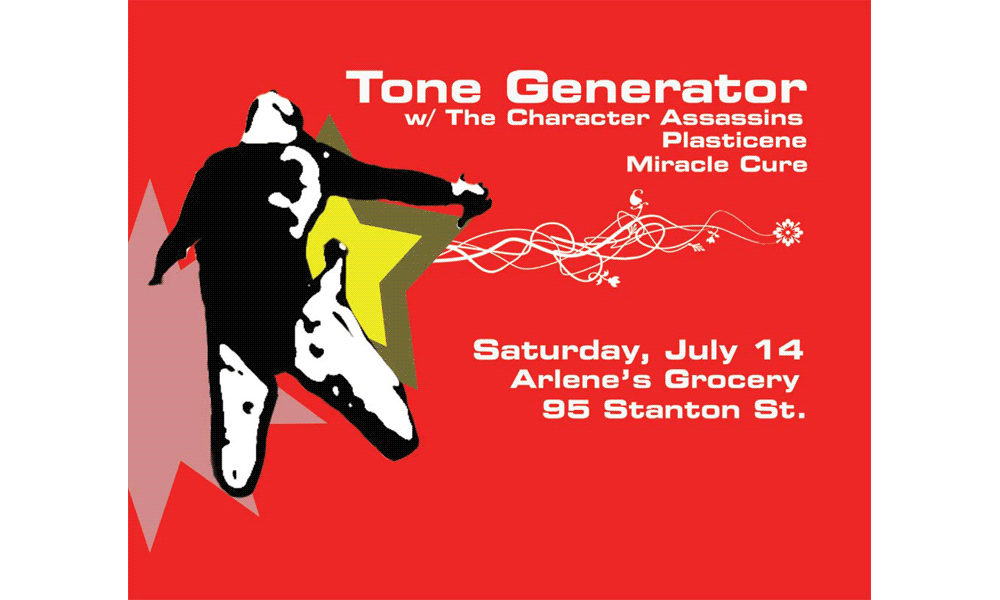 Tone Generator
w/ The Character Assassins
Plasticene
Miracle Cure
Saturday, July 14
Arlene's Grocery
95 Stanton St.